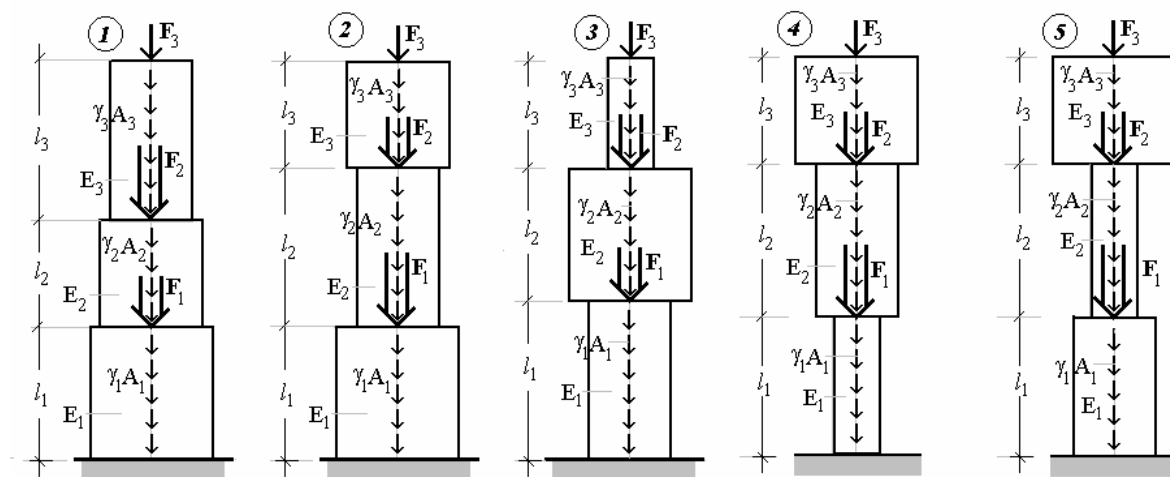 1
F₃
l₃
γ₃A₃
E₃
F₂
l₂
γ₂A₂
E₂
F₁
l₁
γ₁A₁
E₁
2
F₃
l₃
γ₃A₃
E₃
F₂
l₂
γ₂A₂
E₂
F₁
l₁
γ₁A₁
E₁
3
F₃
l₃
γ₃A₃
E₃
F₂
l₂
γ₂A₂
E₂
F₁
l₁
γ₁A₁
E₁
4
F₃
l₃
γ₃A₃
E₃
F₂
l₂
γ₂A₂
E₂
F₁
l₁
γ₁A₁
E₁
5
F₃
l₃
γ₃A₃
E₃
F₂
l₂
γ₂A₂
E₂
F₁
l₁
γ₁A₁
E₁